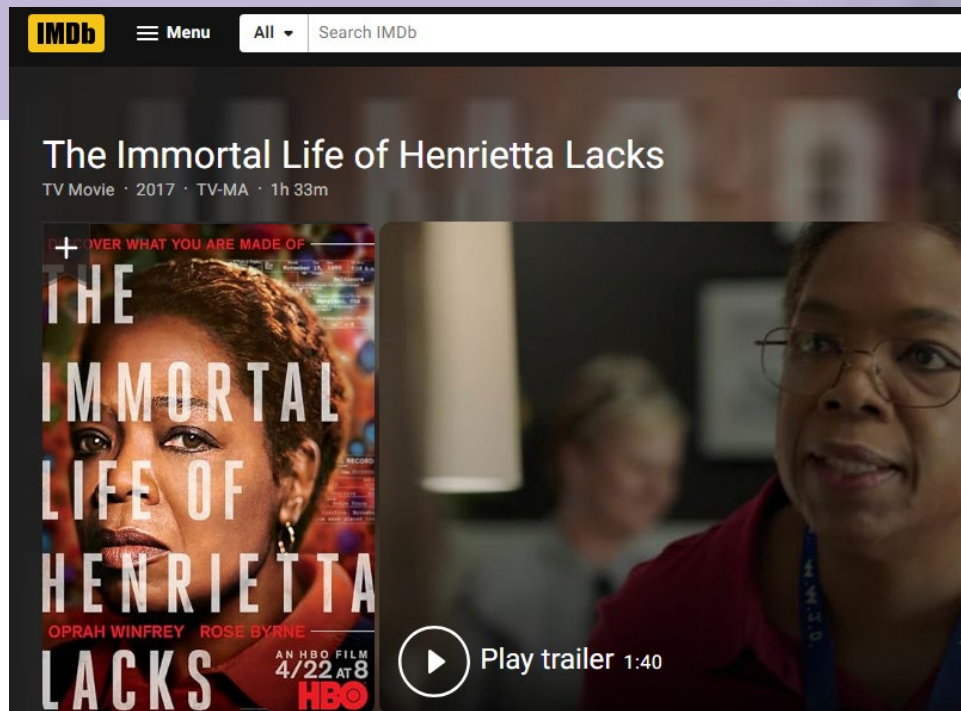 IMDb Menu All Search IMDb
The Immortal Life of Henrietta Lacks
TV Movie · 2017 · TV-MA · 1h 33m
OVER WHAT YOU ARE MADE OF
THE
IMMORTAL
LIFE OF
HENRIETTA
OPRAH WINFREY ROSE BYRNE
LACKS
AN HBO FILM
4/22 AT 8
HBO
Play trailer 1:40
W.W.J.D.